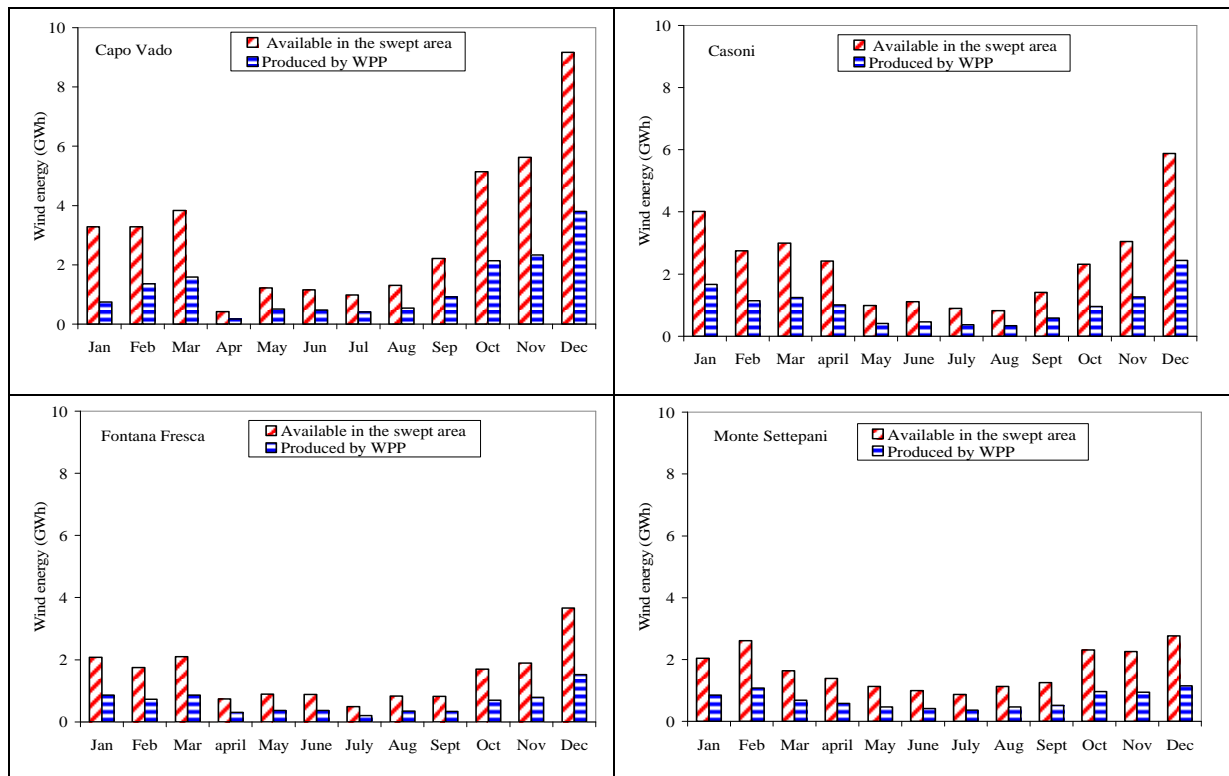 Capo Vado
Available in the swept area
Produced by WPP
Wind energy (GWh)
10
8
6
4
2
0
Jan Feb Mar Apr May Jun Jul Aug Sep Oct Nov Dec
Casoni
Available in the swept area
Produced by WPP
Wind energy (GWh)
10
8
6
4
2
0
Jan Feb Mar april May June July Aug Sept Oct Nov Dec
Fontana Fresca
Available in the swept area
Produced by WPP
Wind energy (GWh)
10
8
6
4
2
0
Jan Feb Mar april May June July Aug Sept Oct Nov Dec
Monte Settepani
Available in the swept area
Produced by WPP
Wind energy (GWh)
10
8
6
4
2
0
Jan Feb Mar april May June July Aug Sept Oct Nov Dec